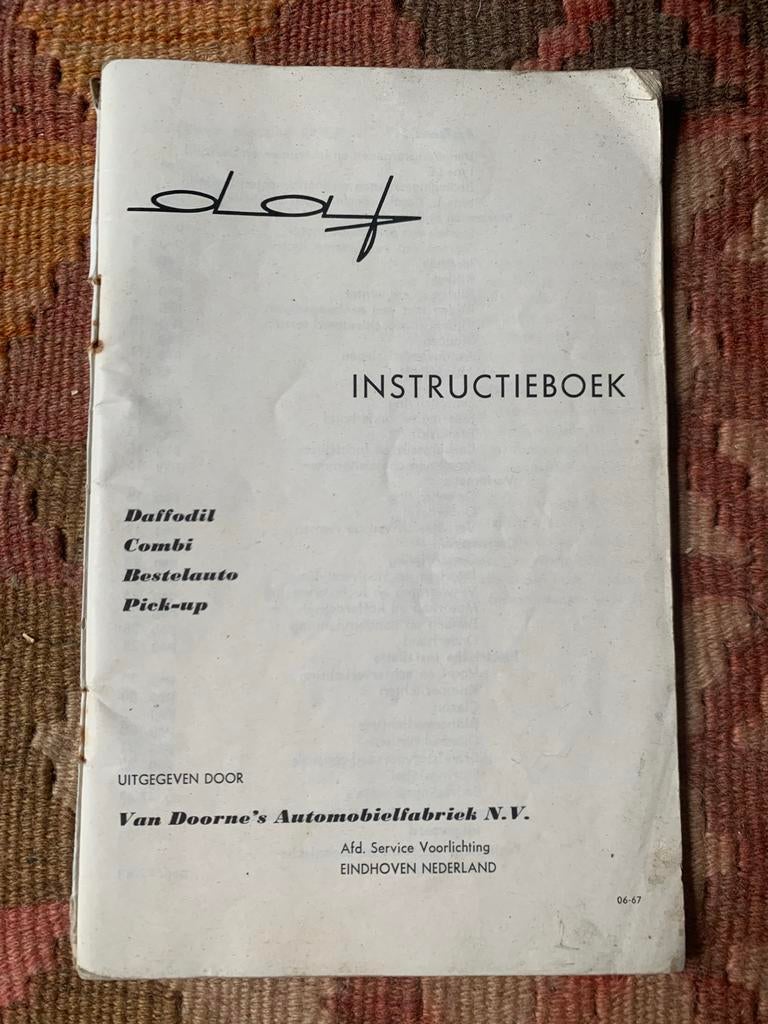 daf
INSTRUCTIEBOEK
Daffodil
Combi
Bestelauto
Pick-up
UITGEGEVEN DOOR
Van Doorne's Automobielfabriek N.V.
Afd. Service Voorlichting
EINDHOVEN NEDERLAND
06-67